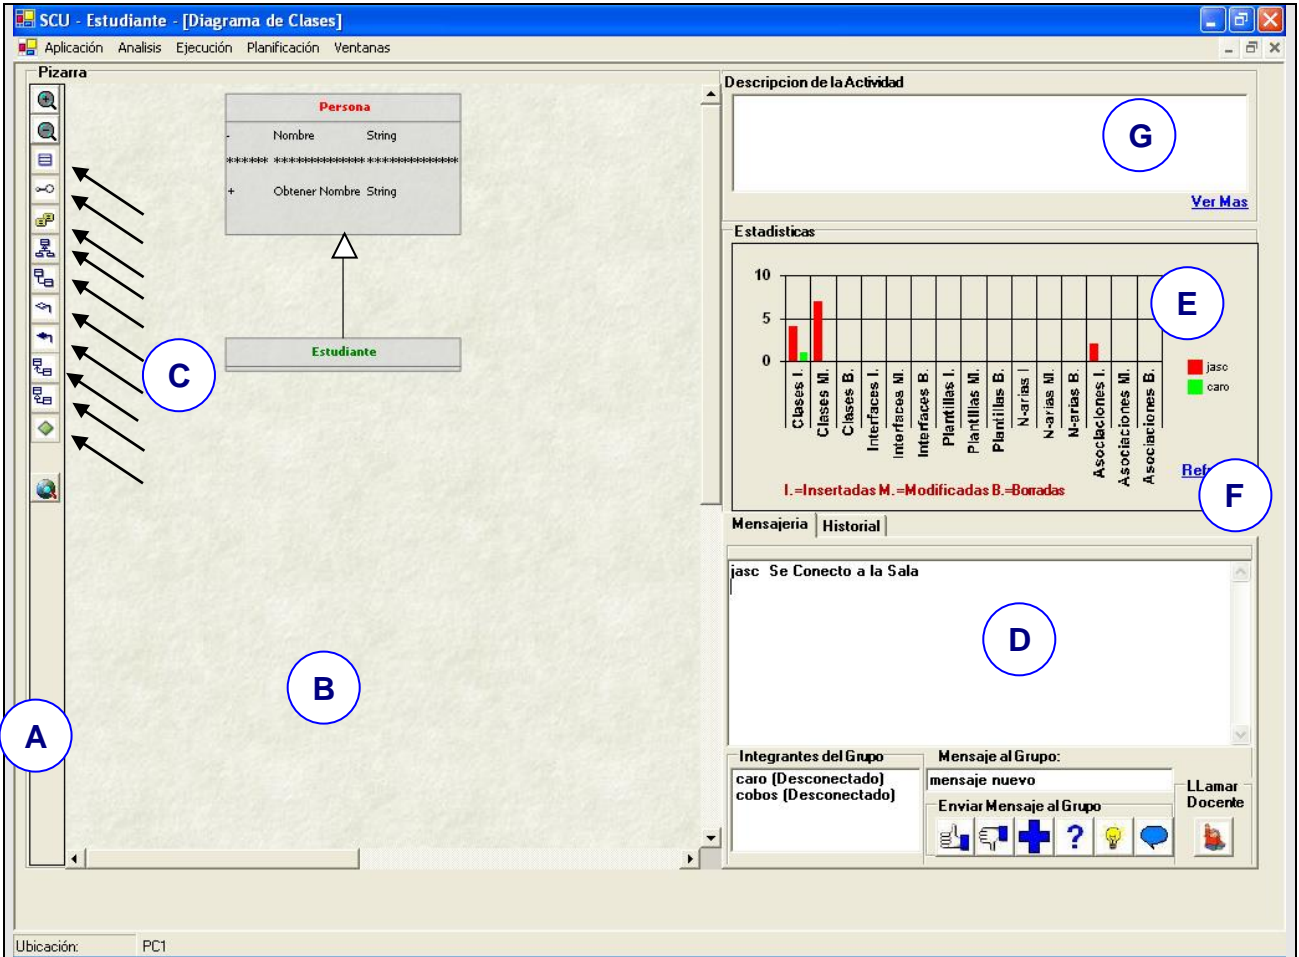 SCU - Estudiante - [Diagrama de Clases]
Aplicación Analisis Ejecución Planificación Ventanas
Pizarra
Persona
- Nombre String
****** ************** **************
+ Obtener Nombre String
Estudiante
C
B
A
Descripcion de la Actividad
G
Ver Mas
Estadisticas
10
5
0
E
jasc
caro
Clases I.
Clases M.
Clases B.
Interfaces I.
Interfaces M.
Interfaces B.
Plantillas I.
Plantillas M.
Plantillas B.
N-arias I
N-arias M.
N-arias B.
Asociaciones I.
Asociaciones M.
Asociaciones B.
I.=Insertadas M.=Modificadas B.=Borradas
F
Mensajeria Historial
jasc Se Conecto a la Sala
D
Integrantes del Grupo
caro (Desconectado)
cobos (Desconectado)
Mensaje al Grupo:
mensaje nuevo
Enviar Mensaje al Grupo
?
LLamar
Docente
Ubicación: PC1